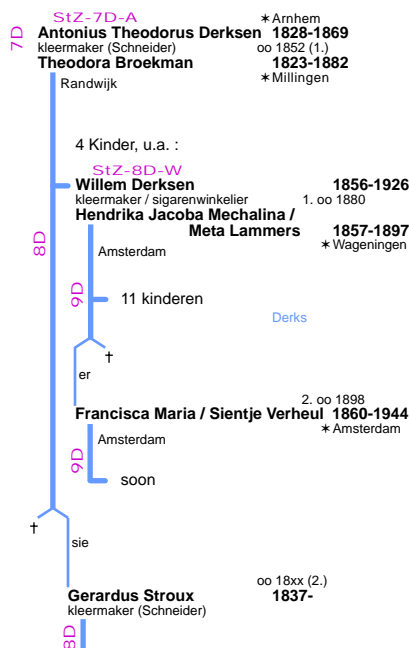 StZ-7D-A
✶Arnhem
7D
Antonius Theodorus Derksen 1828-1869
kleermaker (Schneider) oo 1852 (1.)
Theodora Broekman 1823-1882
✶Millingen
Randwijk
4 Kinder, u.a. :
StZ-8D-W
Willem Derksen 1856-1926
kleermaker / sigarenwinkelier 1. oo 1880
Hendrika Jacoba Mechalina /
Meta Lammers 1857-1897
✶Wageningen
8D
Amsterdam
9D
11 kinderen
Derks
†
er
2. oo 1898
Francisca Maria / Sientje Verheul 1860-1944
✶Amsterdam
Amsterdam
9D
soon
†
sie
oo 18xx (2.)
Gerardus Stroux 1837-
kleermaker (Schneider)
8D